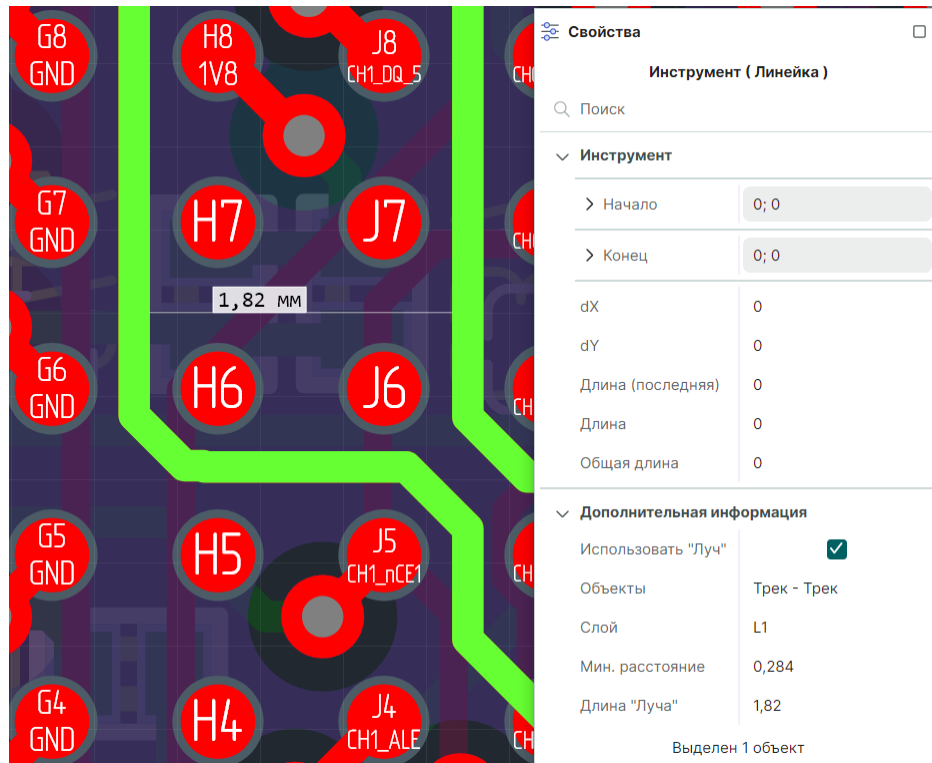 G8
GND
H8
1V8
J8
CH1_DQ_5
G7
GND
H7
J7
1,82 мм
G6
GND
H6
J6
G5
GND
H5
J5
CH1_nCE1
G4
GND
H4
J4
CH1_ALE
Свойства
Инструмент ( Линейка )
Поиск
Инструмент
Начало 0; 0
Конец 0; 0
dX 0
dY 0
Длина (последняя) 0
Длина 0
Общая длина 0
Дополнительная информация
Использовать "Луч"
Объекты Трек - Трек
Слой L1
Мин. расстояние 0,284
Длина "Луча" 1,82
Выделен 1 объект